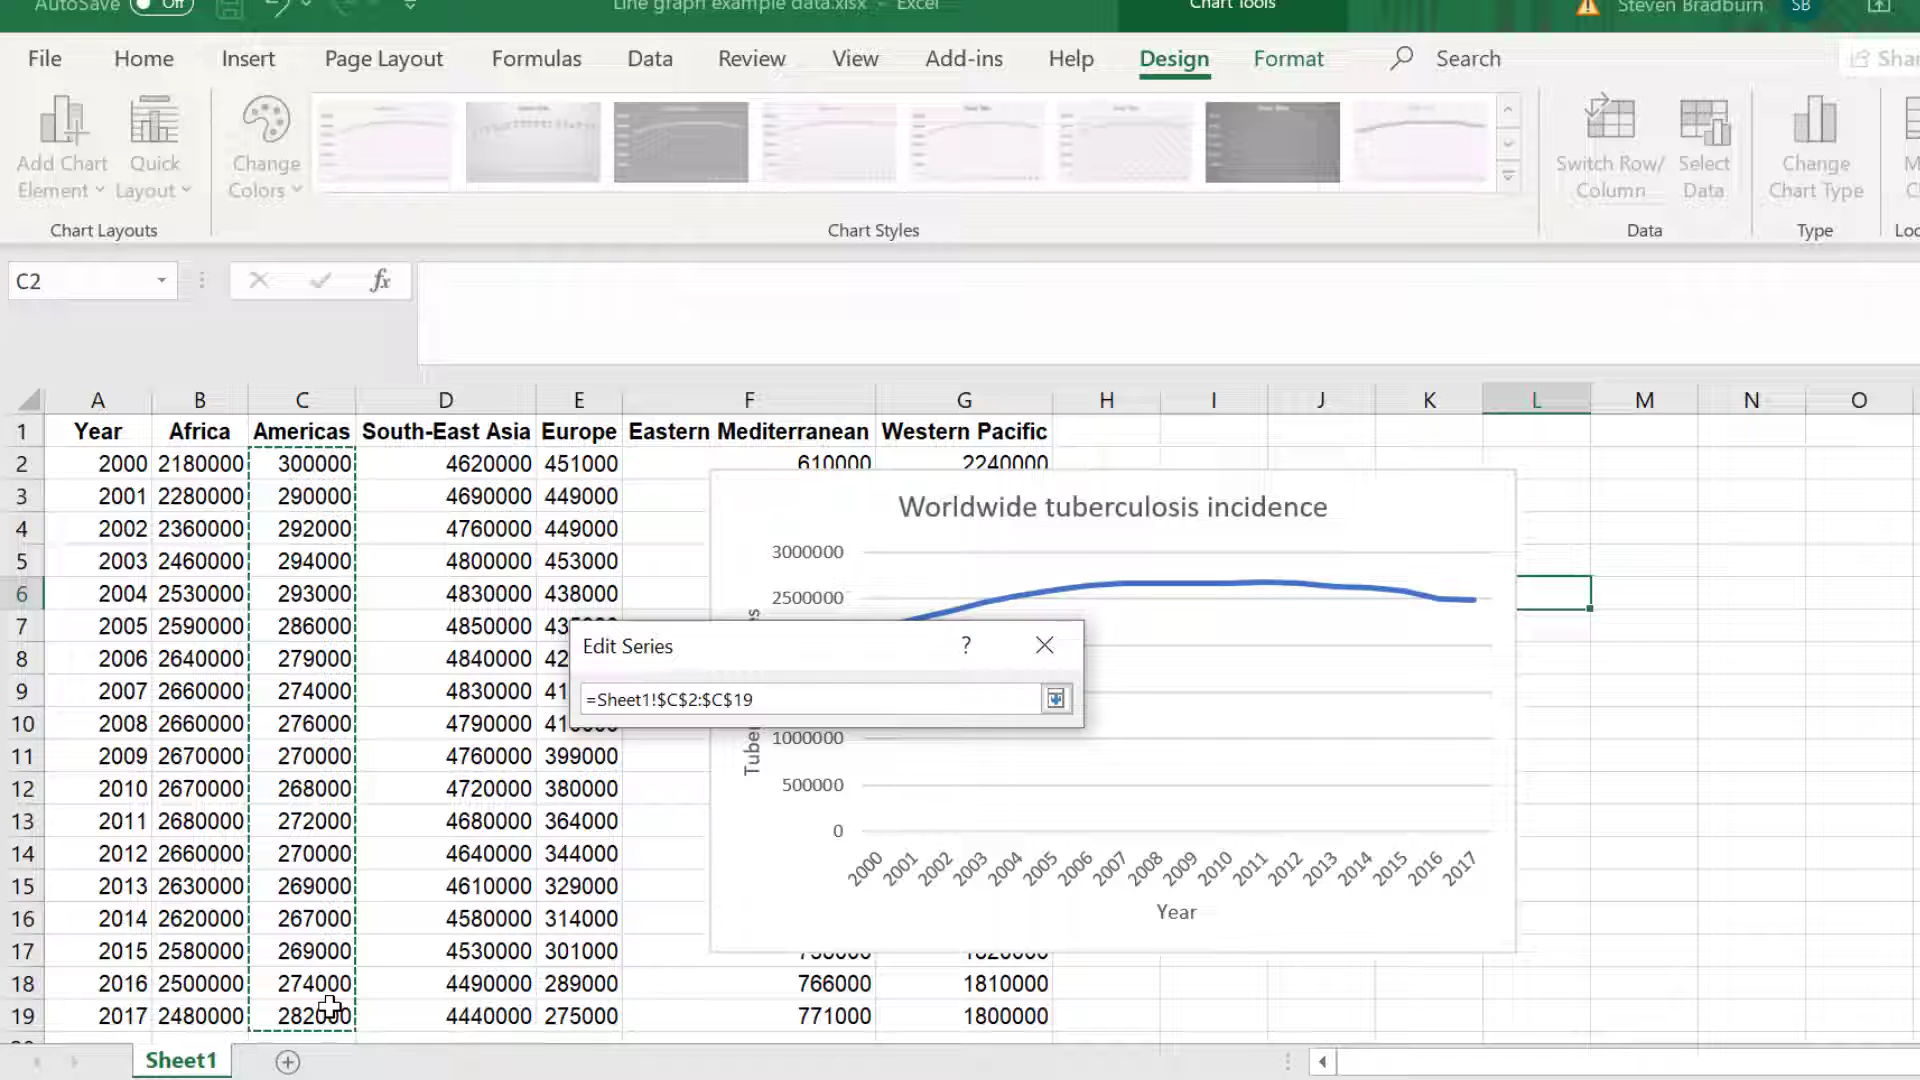 AutoSave Off Line graph example data.xlsx - Excel Chart Tools Steven Bradburn SB
File Home Insert Page Layout Formulas Data Review View Add-ins Help Design Format Search Shar
Add Chart Element Quick Layout Change Colors Switch Row/ Column Select Data Change Chart Type
Chart Layouts Chart Styles Data Type
C2 fx
A B C D E F G H I J K L M N O
1 Year Africa Americas South-East Asia Europe Eastern Mediterranean Western Pacific
2 2000 2180000 300000 4620000 451000 610000 2240000
3 2001 2280000 290000 4690000 449000
4 2002 2360000 292000 4760000 449000
5 2003 2460000 294000 4800000 453000
6 2004 2530000 293000 4830000 438000
7 2005 2590000 286000 4850000
8 2006 2640000 279000 4840000
9 2007 2660000 274000 4830000
10 2008 2660000 276000 4790000
11 2009 2670000 270000 4760000 399000
12 2010 2670000 268000 4720000 380000
13 2011 2680000 272000 4680000 364000
14 2012 2660000 270000 4640000 344000
15 2013 2630000 269000 4610000 329000
16 2014 2620000 267000 4580000 314000
17 2015 2580000 269000 4530000 301000
18 2016 2500000 274000 4490000 289000 766000 1810000
19 2017 2480000 4440000 275000 771000 1800000
Worldwide tuberculosis incidence
3000000
2500000
Edit Series ?
=Sheet1!$C$2:$C$19
1000000
500000
0
2000 2001 2002 2003 2004 2005 2006 2007 2008 2009 2010 2011 2012 2013 2014 2015 2016 2017
Year
Sheet1